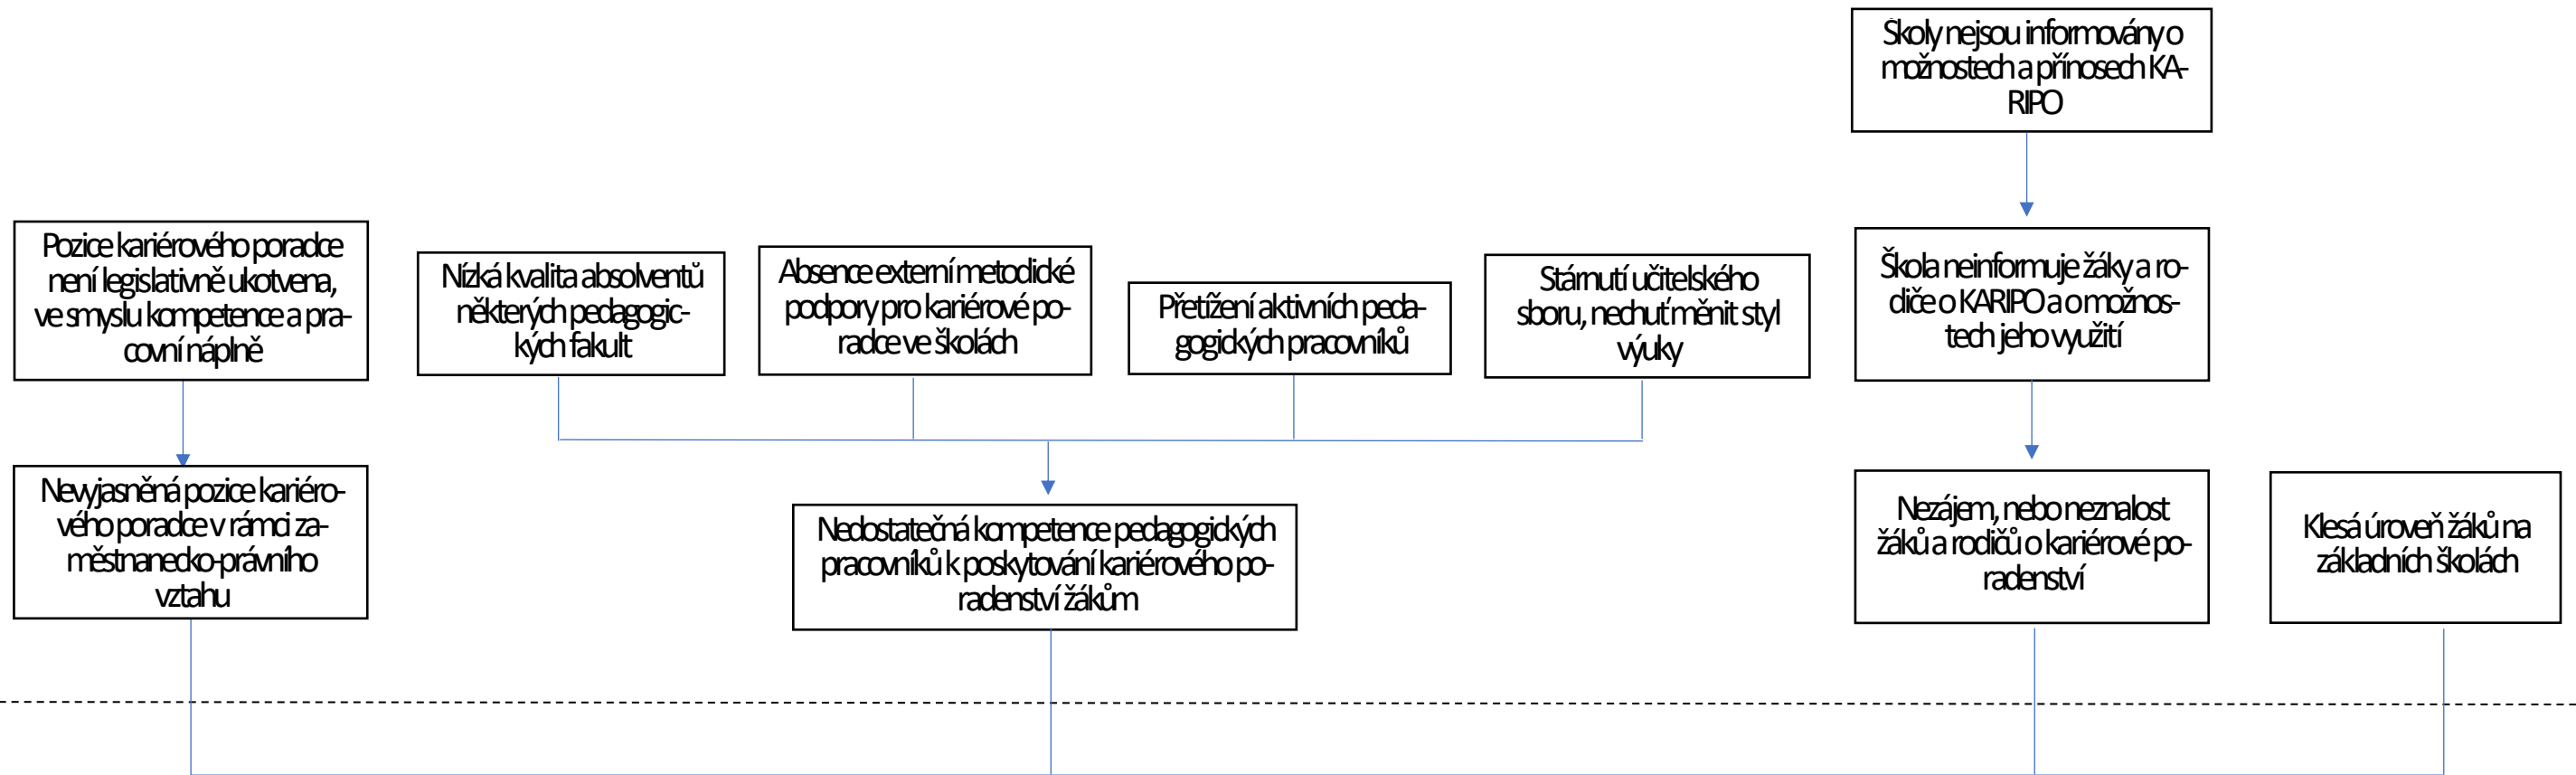 Školy nejsou informovány o
možnostech a přínosech KA-
RIPO
Pozice kariérového poradce
není legislativně ukotvena,
ve smyslu kompetence a pra-
covní náplně
Nízká kvalita absolventů
některých pedagogic-
kých fakult
Absence externí metodické
podpory pro kariérové po-
radce ve školách
Přetížení aktivních peda-
gogických pracovníků
Stárnutí učitelského
sboru, nechuť měnit styl
výuky
Škola neinformuje žáky a ro-
diče o KARIPO a o možnos-
tech jeho využití
Nevyjasněná pozice kariéro-
vého poradce v rámci za-
městnanecko-právního
vztahu
Nedostatečná kompetence pedagogických
pracovníků k poskytování kariérového po-
radenství žákům
Nezájem, nebo neznalost
žáků a rodičů o kariérové po-
radenství
Klesá úroveň žáků na
základních školách